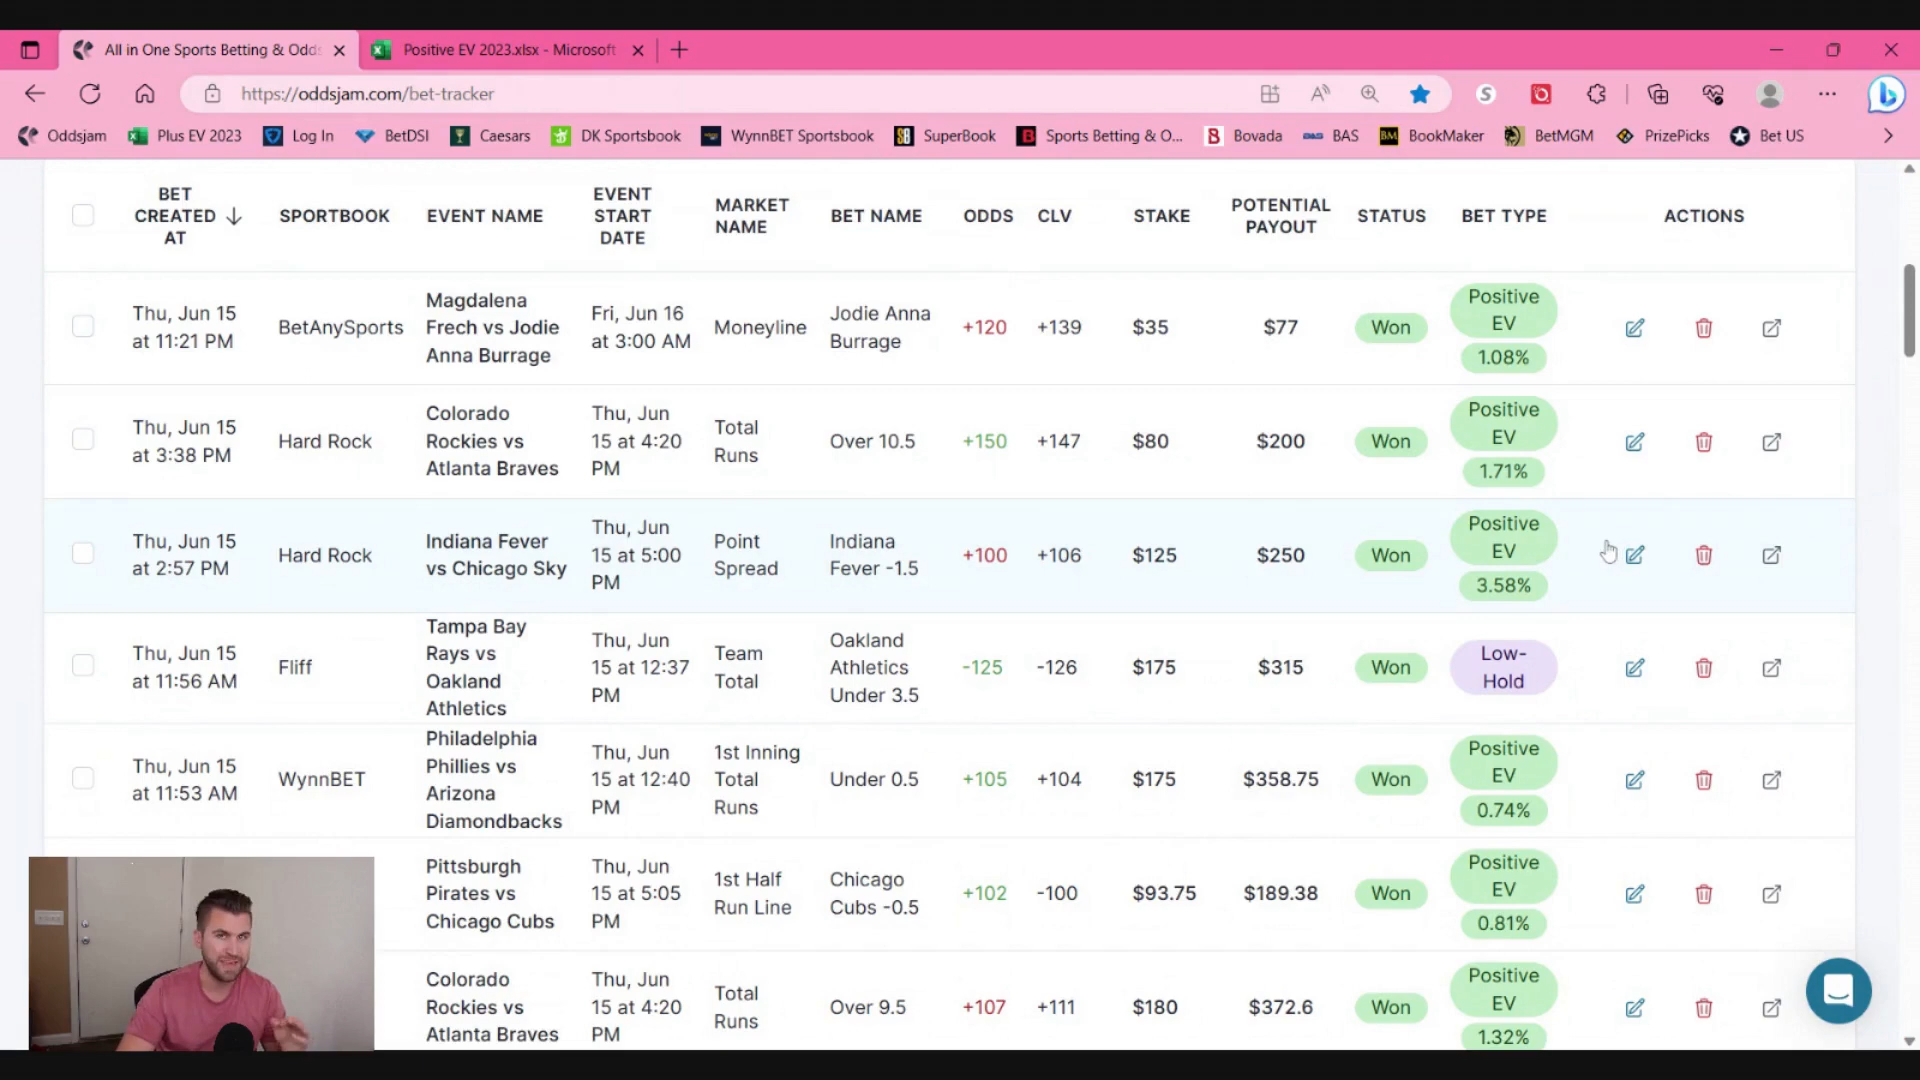 All in One Sports Betting & Odds
Positive EV 2023.xlsx - Microsoft
https://oddsjam.com/bet-tracker
Oddsjam
Plus EV 2023
Log In
BetDSI
Caesars
DK Sportsbook
WynnBET Sportsbook
SuperBook
Sports Betting & O...
Bovada
BAS
BookMaker
BetMGM
PrizePicks
Bet US
BET
CREATED
AT
SPORTBOOK
EVENT NAME
EVENT
START
DATE
MARKET
NAME
BET NAME
ODDS
CLV
STAKE
POTENTIAL
PAYOUT
STATUS
BET TYPE
ACTIONS
Thu, Jun 15
at 11:21 PM
BetAnySports
Magdalena
Frech vs Jodie
Anna Burrage
Fri, Jun 16
at 3:00 AM
Moneyline
Jodie Anna
Burrage
+120
+139
$35
$77
Won
Positive
EV
1.08%
Thu, Jun 15
at 3:38 PM
Hard Rock
Colorado
Rockies vs
Atlanta Braves
Thu, Jun
15 at 4:20
PM
Total
Runs
Over 10.5
+150
+147
$80
$200
Won
Positive
EV
1.71%
Thu, Jun 15
at 2:57 PM
Hard Rock
Indiana Fever
vs Chicago Sky
Thu, Jun
15 at 5:00
PM
Point
Spread
Indiana
Fever -1.5
+100
+106
$125
$250
Won
Positive
EV
3.58%
Thu, Jun 15
at 11:56 AM
Fliff
Tampa Bay
Rays vs
Oakland
Athletics
Thu, Jun
15 at 12:37
PM
Team
Total
Oakland
Athletics
Under 3.5
-125
-126
$175
$315
Won
Low-
Hold
Thu, Jun 15
at 11:53 AM
WynnBET
Philadelphia
Phillies vs
Arizona
Diamondbacks
Thu, Jun
15 at 12:40
PM
1st Inning
Total
Runs
Under 0.5
+105
+104
$175
$358.75
Won
Positive
EV
0.74%
Pittsburgh
Pirates vs
Chicago Cubs
Thu, Jun
15 at 5:05
PM
1st Half
Run Line
Chicago
Cubs -0.5
+102
-100
$93.75
$189.38
Won
Positive
EV
0.81%
Colorado
Rockies vs
Atlanta Braves
Thu, Jun
15 at 4:20
PM
Total
Runs
Over 9.5
+107
+111
$180
$372.6
Won
Positive
EV
1.32%